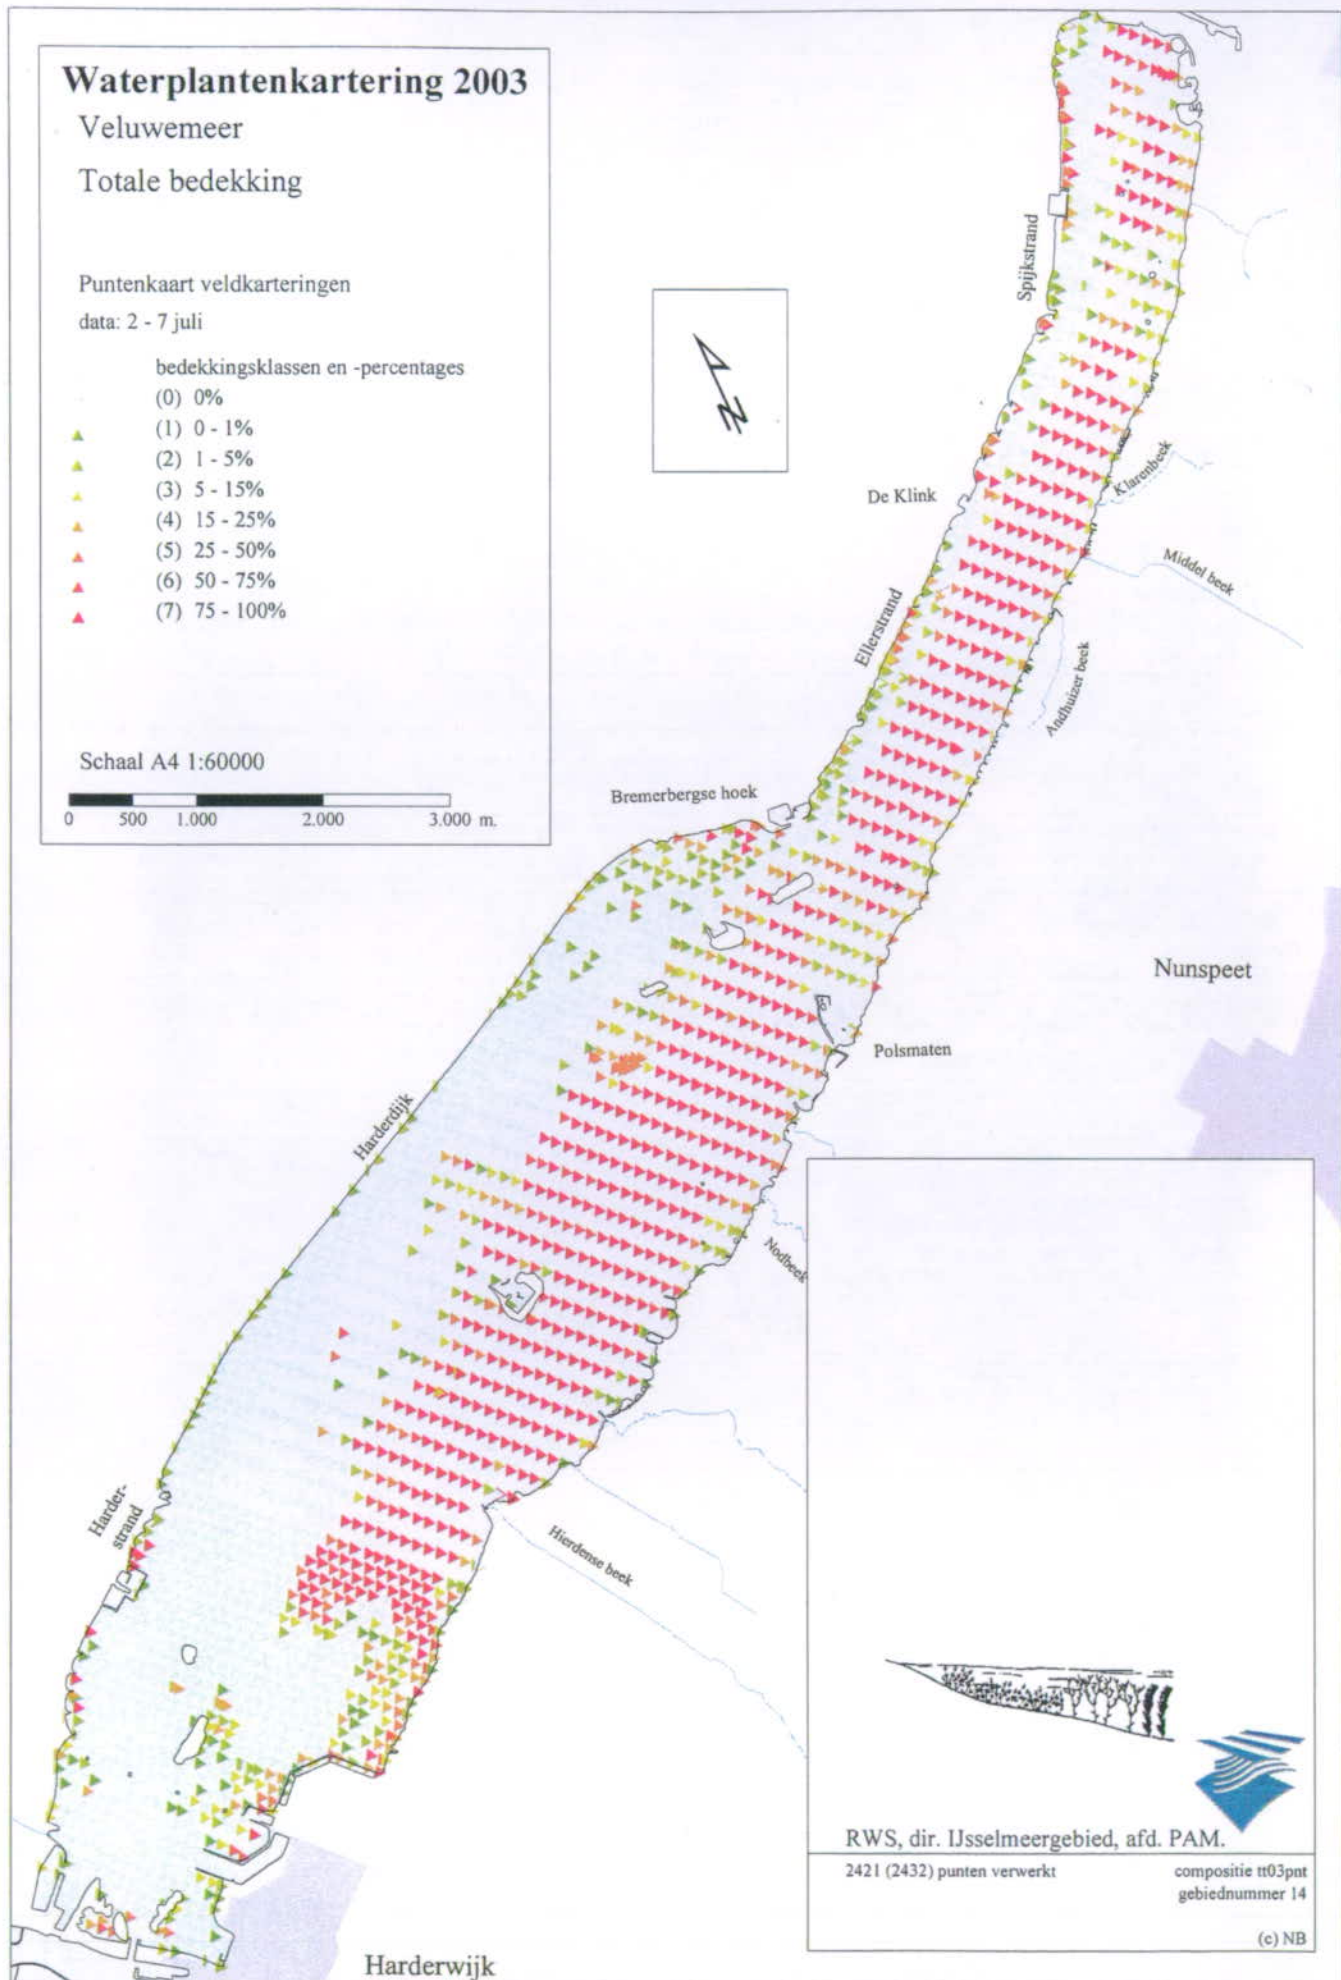 Waterplantenkartering 2003
Veluwemeer
Totale bedekking
Puntenkaart veldkarteringen
data: 2 - 7 juli
bedekkingsklassen en -percentages
(0) 0%
(1) 0 - 1%
(2) 1 - 5%
(3) 5 - 15%
(4) 15 - 25%
(5) 25 - 50%
(6) 50 - 75%
(7) 75 - 100%
Schaal A4 1:60000
0 500 1.000 2.000 3.000 m.
N
Spijkstrand
De Klink
Klarenbeek
Middel beek
Ellerstrand
Andhuizer beek
Bremerbergse hoek
Nunspeet
Polsmaten
Harderdijk
Nodbeek
Harder-
strand
Hierdense beek
Harderwijk
RWS, dir. IJsselmeergebied, afd. PAM.
2421 (2432) punten verwerkt
compositie tt03pnt
gebiednummer 14
(c) NB